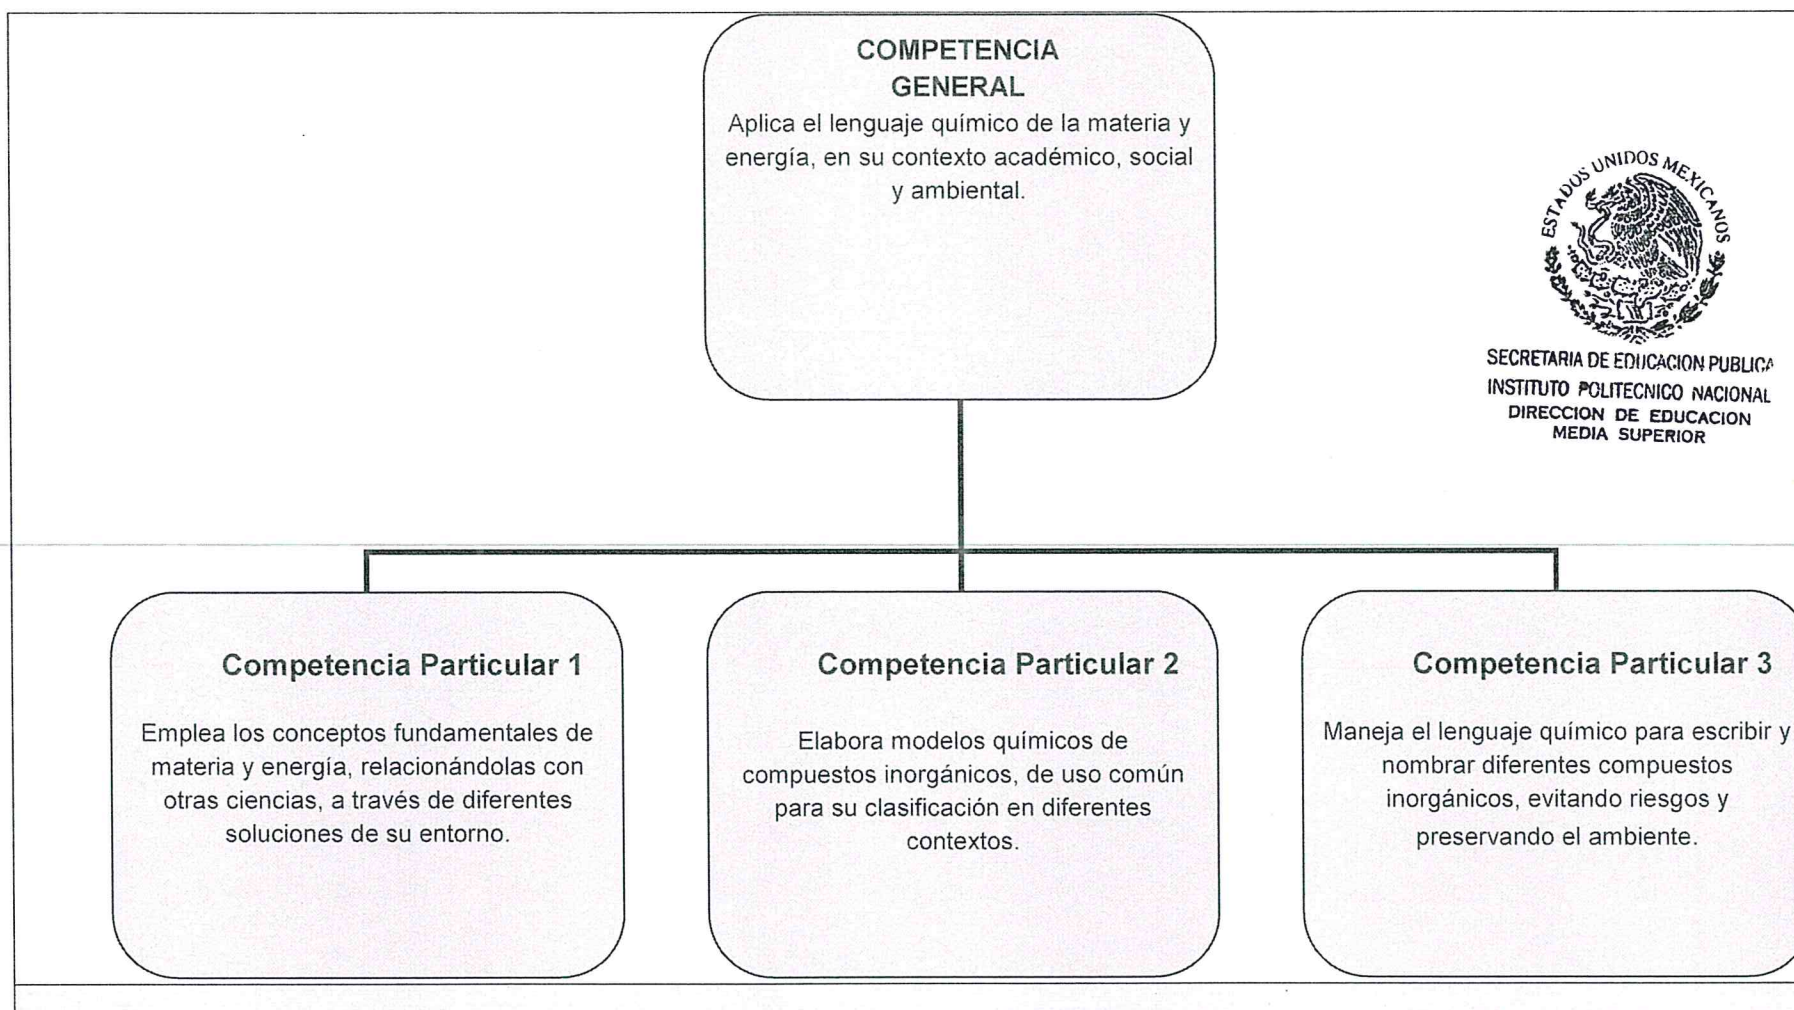 COMPETENCIA
GENERAL
Aplica el lenguaje químico de la materia y
energía, en su contexto académico, social
y ambiental.
ESTADOS UNIDOS MEXICANOS
SECRETARIA DE EDUCACION PUBLICA
INSTITUTO POLITECNICO NACIONAL
DIRECCION DE EDUCACION
MEDIA SUPERIOR
Competencia Particular 1
Emplea los conceptos fundamentales de
materia y energía, relacionándolas con
otras ciencias, a través de diferentes
soluciones de su entorno.
Competencia Particular 2
Elabora modelos químicos de
compuestos inorgánicos, de uso común
para su clasificación en diferentes
contextos.
Competencia Particular 3
Maneja el lenguaje químico para escribir y
nombrar diferentes compuestos
inorgánicos, evitando riesgos y
preservando el ambiente.